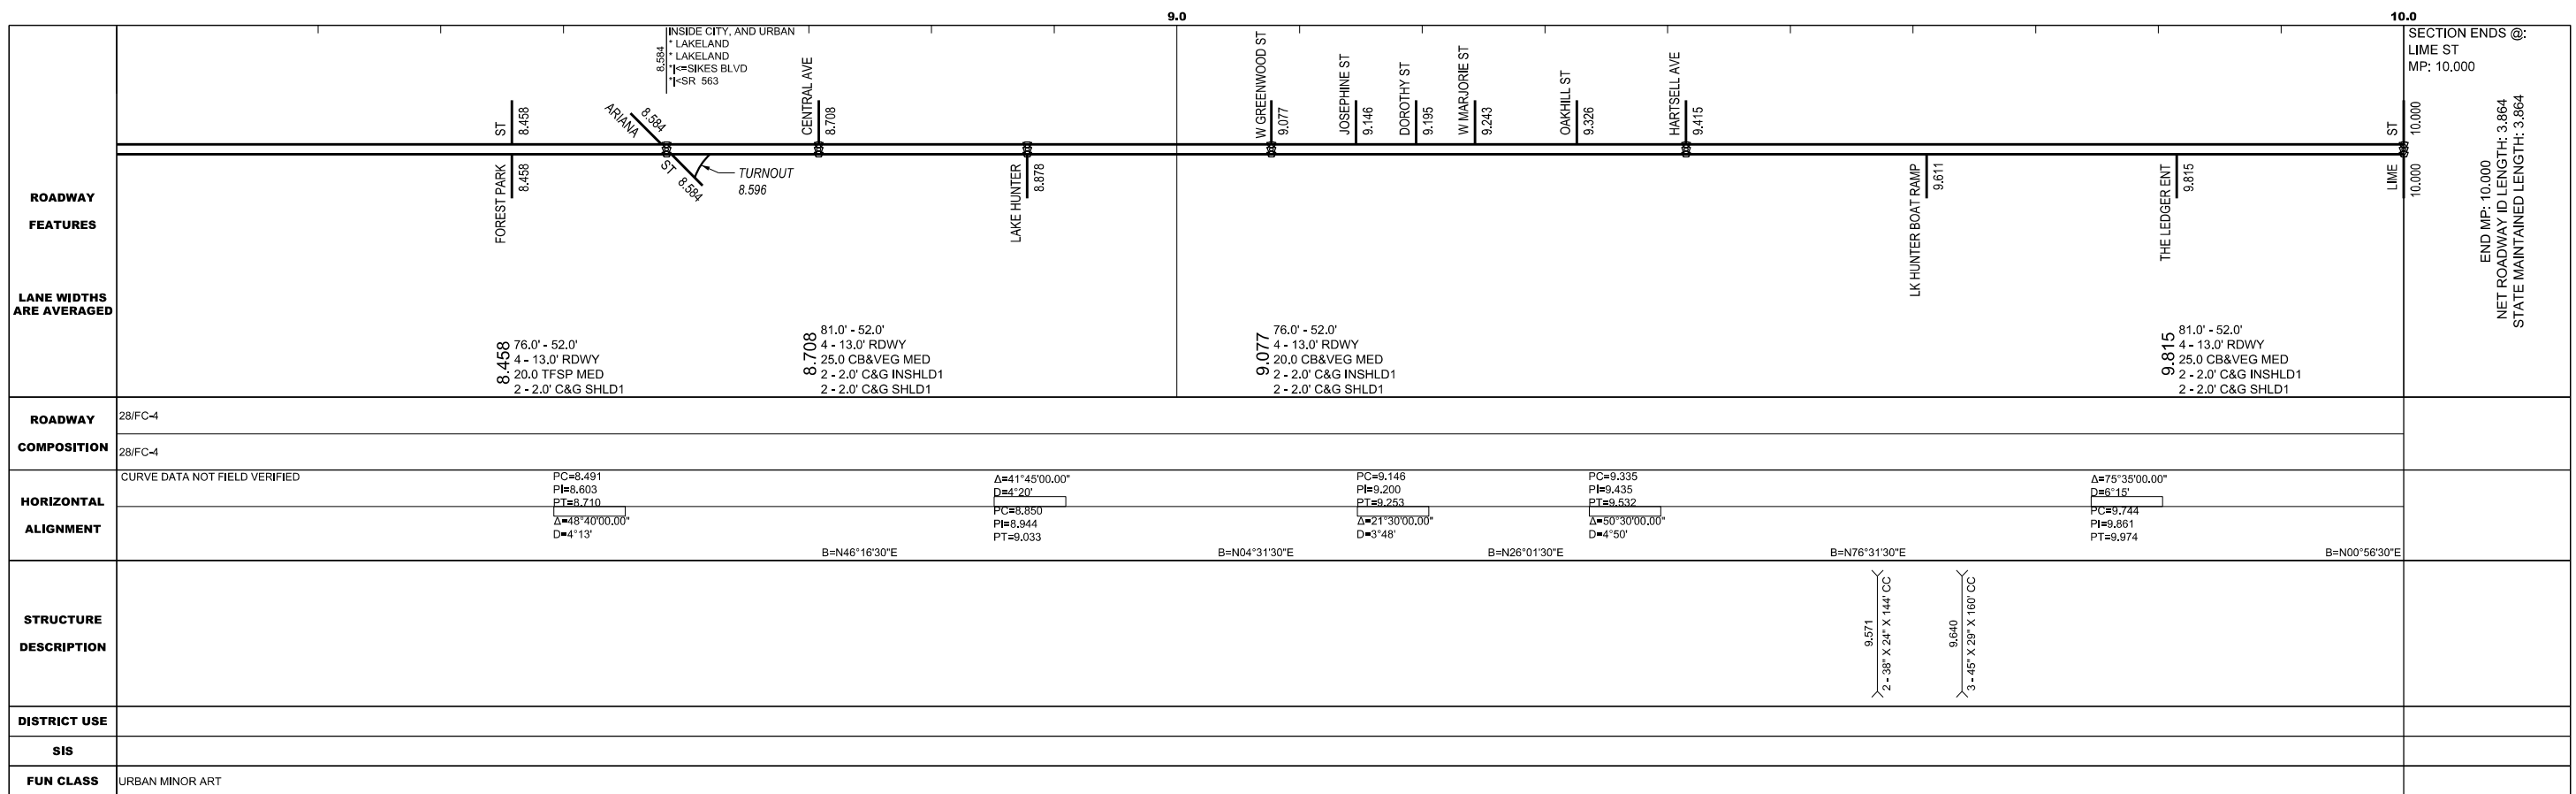 9.0
10.0
INSIDE CITY, AND URBAN
* LAKELAND
* LAKELAND
*|<=SIKES BLVD
*|<SR 563
8.584
SECTION ENDS @:
LIME ST
MP: 10.000
ST
8.458
ARIANA
8.584
CENTRAL AVE
8.708
W GREENWOOD ST
9.077
JOSEPHINE ST
9.146
DOROTHY ST
9.195
W MARJORIE ST
9.243
OAKHILL ST
9.326
HARTSELL AVE
9.415
ST
10.000
FOREST PARK
8.458
ST
8.584
TURNOUT
8.596
LAKE HUNTER
8.878
LK HUNTER BOAT RAMP
9.611
THE LEDGER ENT
9.815
LIME
10.000
END MP: 10.000
NET ROADWAY ID LENGTH: 3.864
STATE MAINTAINED LENGTH: 3.864
ROADWAY
FEATURES
LANE WIDTHS
ARE AVERAGED
8.458
76.0' - 52.0'
4 - 13.0' RDWY
20.0 TFSP MED
2 - 2.0' C&G SHLD1
8.708
81.0' - 52.0'
4 - 13.0' RDWY
25.0 CB&VEG MED
2 - 2.0' C&G INSHLD1
2 - 2.0' C&G SHLD1
9.077
76.0' - 52.0'
4 - 13.0' RDWY
20.0 CB&VEG MED
2 - 2.0' C&G INSHLD1
2 - 2.0' C&G SHLD1
9.815
81.0' - 52.0'
4 - 13.0' RDWY
25.0 CB&VEG MED
2 - 2.0' C&G INSHLD1
2 - 2.0' C&G SHLD1
ROADWAY
COMPOSITION
28/FC-4
28/FC-4
HORIZONTAL
ALIGNMENT
CURVE DATA NOT FIELD VERIFIED
PC=8.491
PI=8.603
PT=8.710
Δ=48°40'00.00"
D=4°13'
B=N46°16'30"E
Δ=41°45'00.00"
D=4°20'
PC=8.850
PI=8.944
PT=9.033
B=N04°31'30"E
PC=9.146
PI=9.200
PT=9.253
Δ=21°30'00.00"
D=3°48'
B=N26°01'30"E
PC=9.335
PI=9.435
PT=9.532
Δ=50°30'00.00"
D=4°50'
B=N76°31'30"E
Δ=75°35'00.00"
D=6°15'
PC=9.744
PI=9.861
PT=9.974
B=N00°56'30"E
STRUCTURE
DESCRIPTION
9.571
2 - 38" X 24" X 144' CC
9.640
3 - 45" X 29" X 160' CC
DISTRICT USE
SIS
FUN CLASS
URBAN MINOR ART